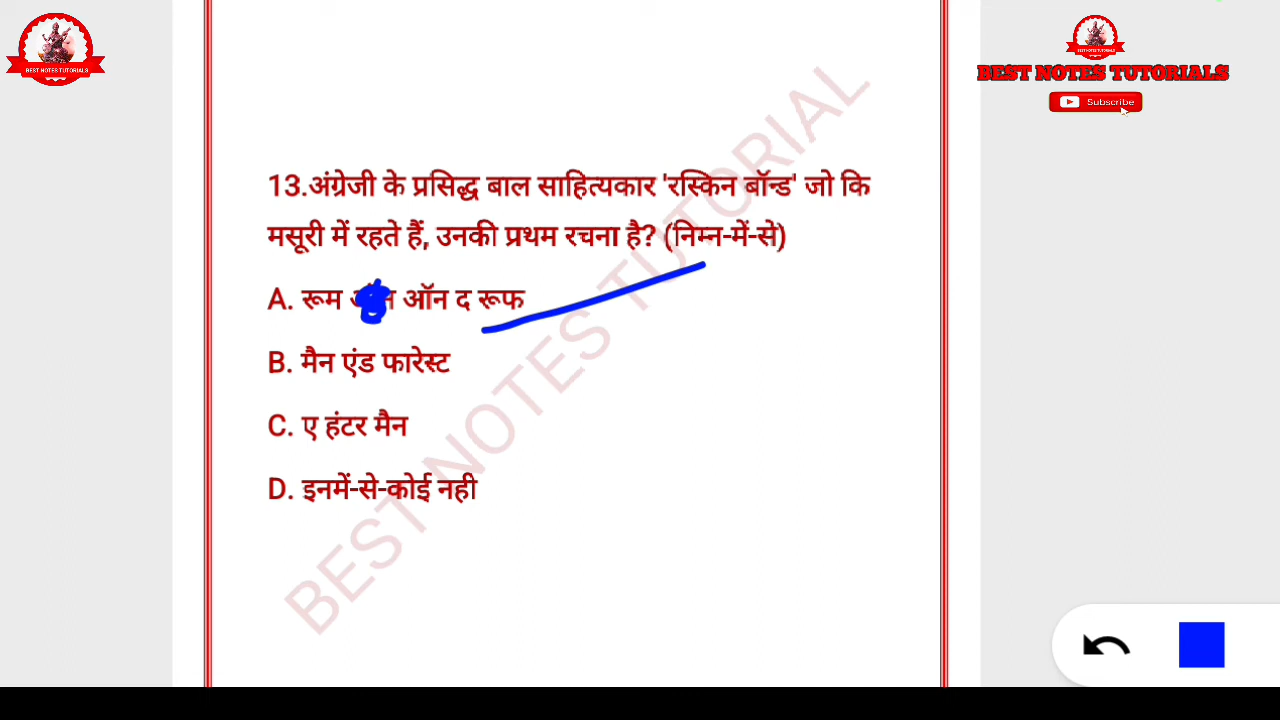 BEST NOTES TUTORIALS
BEST NOTES TUTORIALS
Subscribe
13.अंग्रेजी के प्रसिद्ध बाल साहित्यकार 'रस्किन बॉन्ड' जो कि
मसूरी में रहते हैं, उनकी प्रथम रचना है? (निम्न-में-से)
A. रूम ऑन द रूफ
B. मैन एंड फारेस्ट
C. ए हंटर मैन
D. इनमें-से-कोई नही
BEST NOTES TUTORIAL